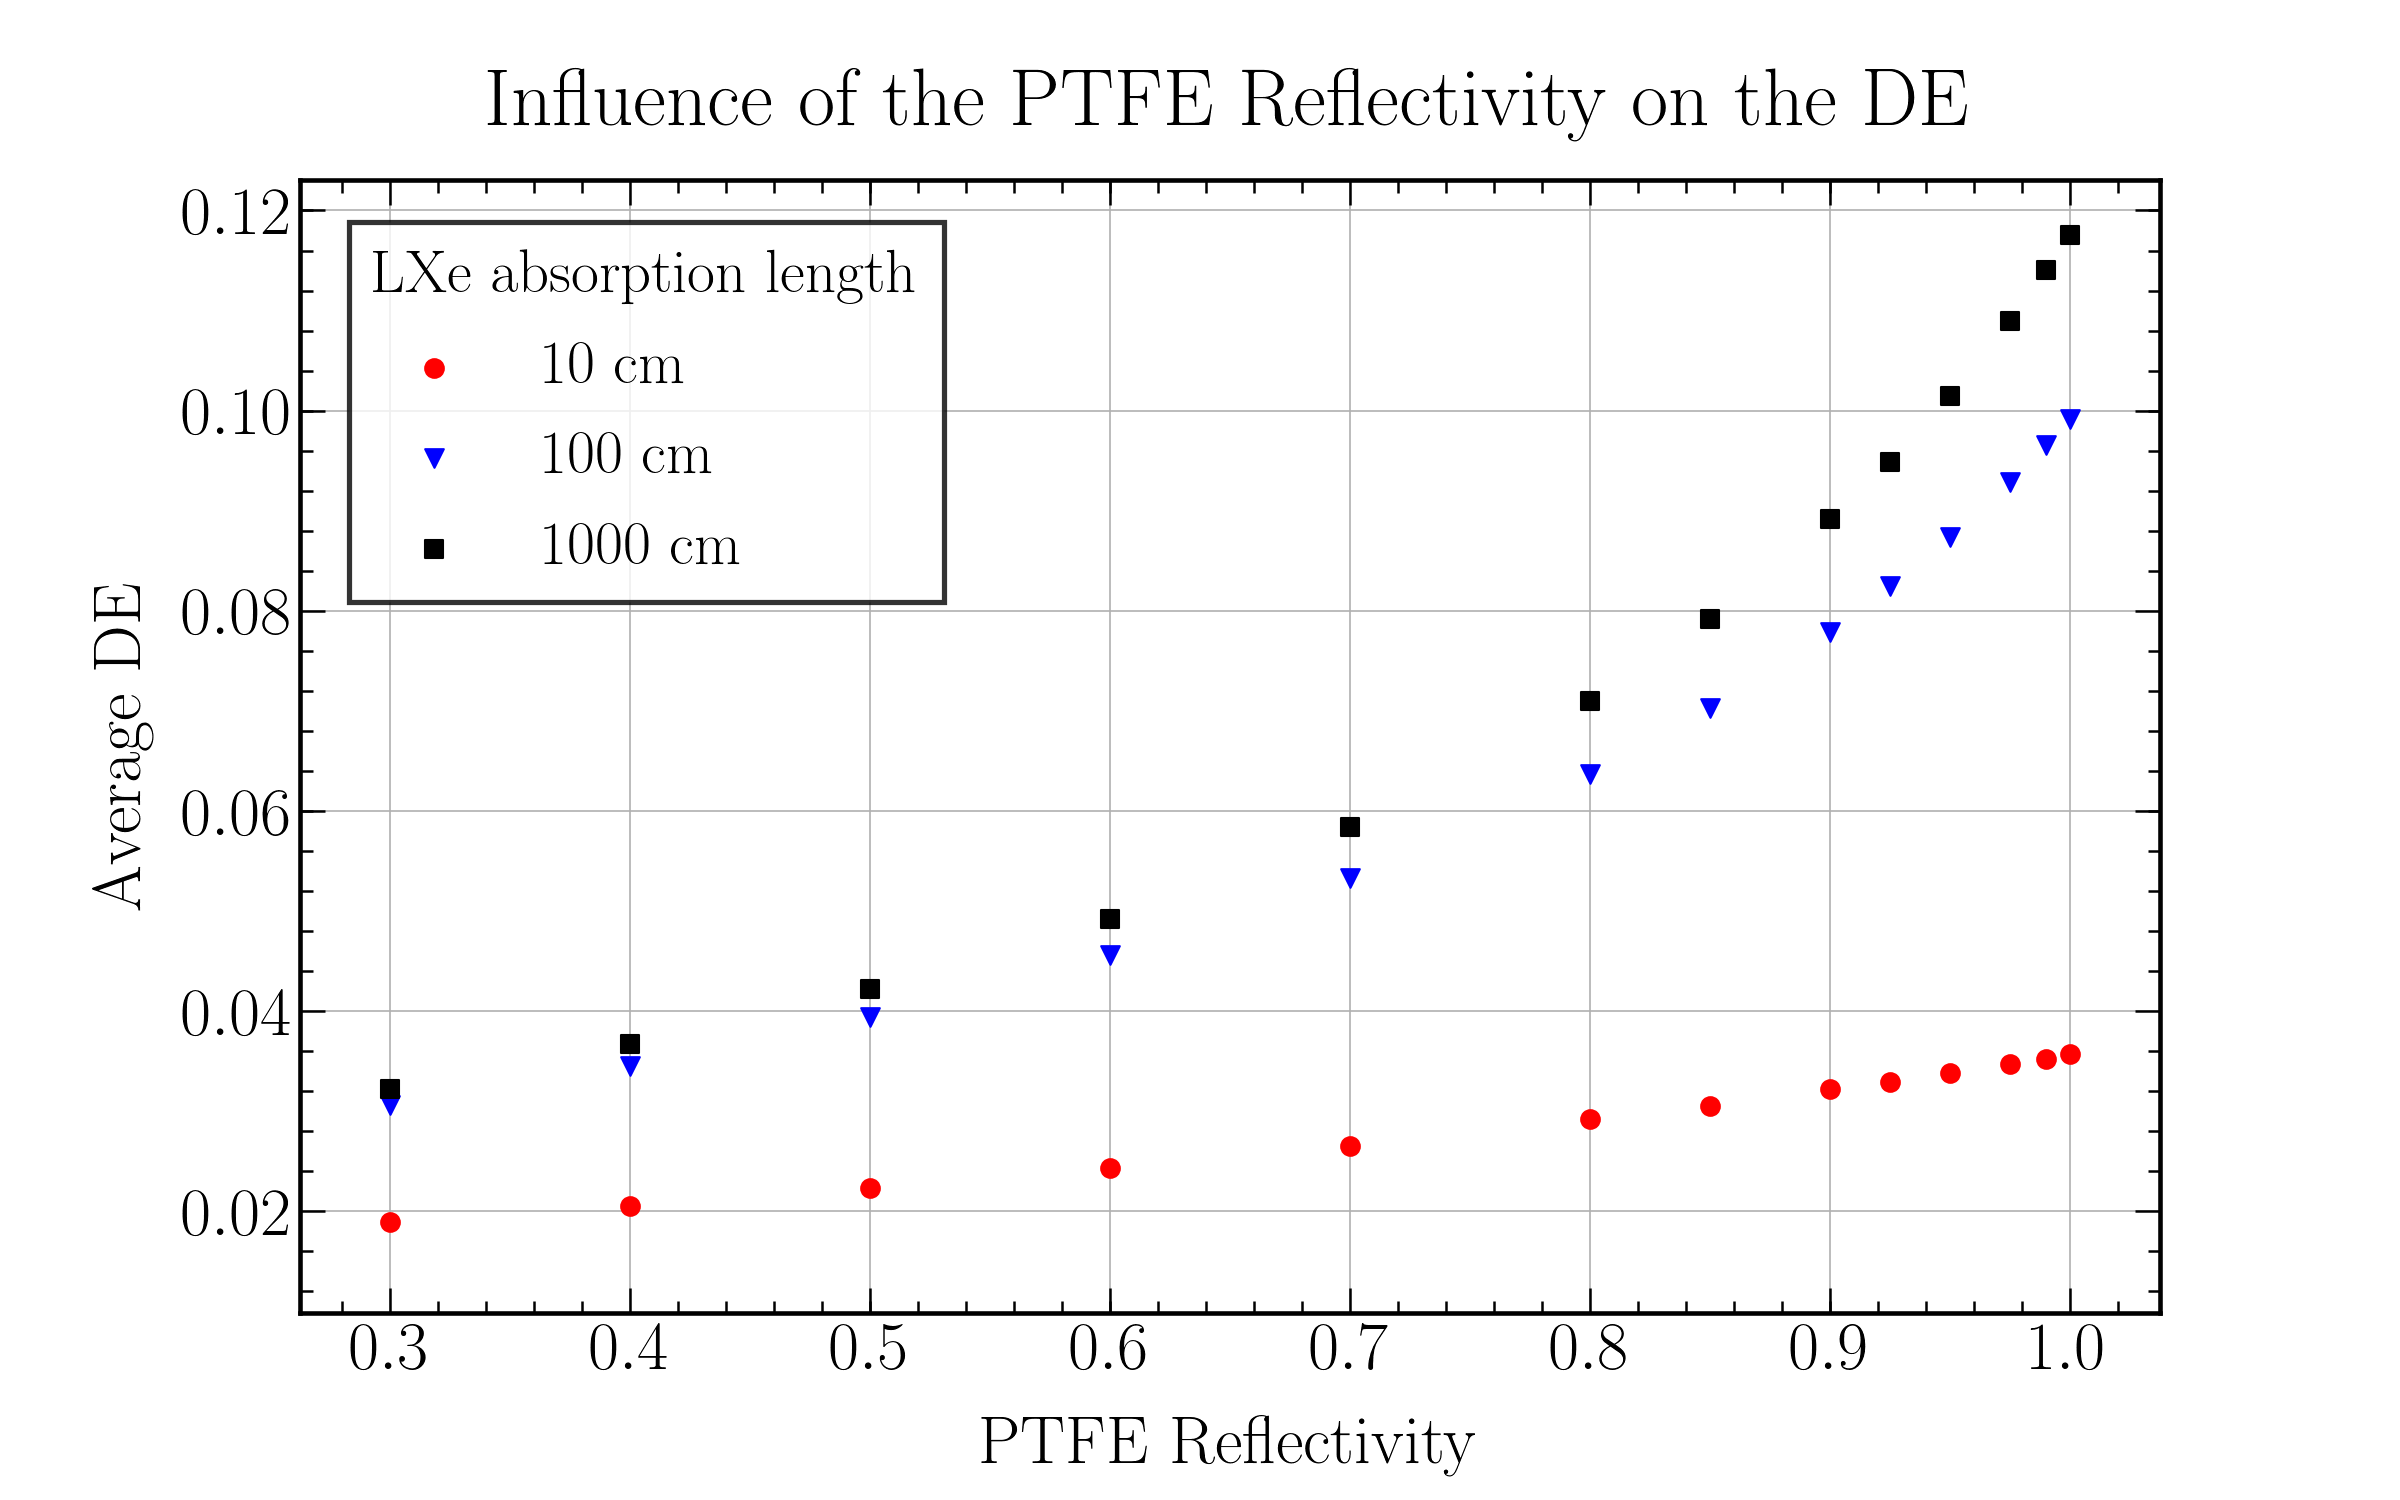 Influence of the PTFE Reflectivity on the DE
0.12
0.10
0.08
0.06
0.04
0.02
Average DE
LXe absorption length
10 cm
100 cm
1000 cm
0.3 0.4 0.5 0.6 0.7 0.8 0.9 1.0
PTFE Reflectivity